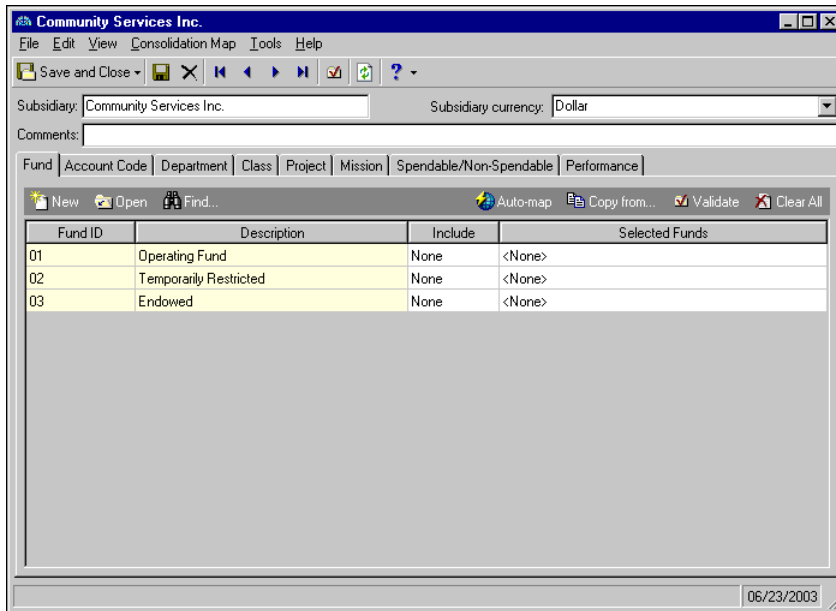 Community Services Inc.
File Edit View Consolidation Map Tools Help
Save and Close ?
Subsidiary: Community Services Inc. Subsidiary currency: Dollar
Comments:
Fund Account Code Department Class Project Mission Spendable/Non-Spendable Performance
New Open Find... Auto-map Copy from... Validate Clear All
Fund ID Description Include Selected Funds
01 Operating Fund None <None>
02 Temporarily Restricted None <None>
03 Endowed None <None>
06/23/2003